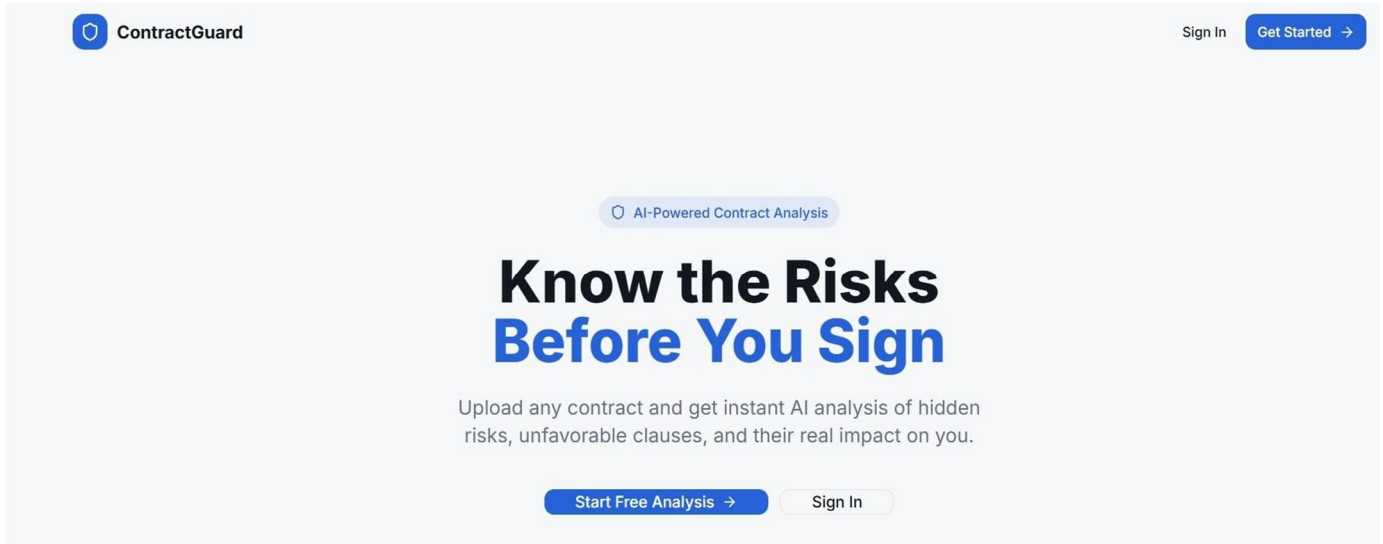 ContractGuard
Sign In
Get Started
AI-Powered Contract Analysis
Know the Risks
Before You Sign
Upload any contract and get instant AI analysis of hidden
risks, unfavorable clauses, and their real impact on you.
Start Free Analysis
Sign In